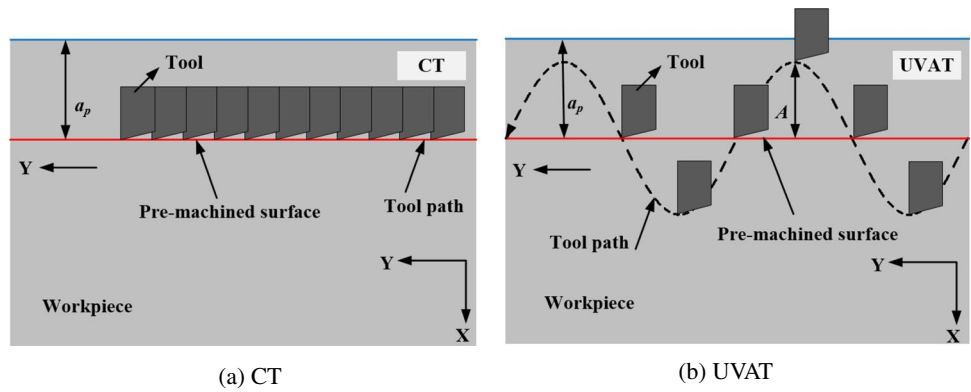 CT
Tool
a_p
Y
Pre-machined surface
Tool path
Y
Workpiece
X
(a) CT
UVAT
Tool
a_p
A
Y
Tool path
Pre-machined surface
Y
Workpiece
X
(b) UVAT